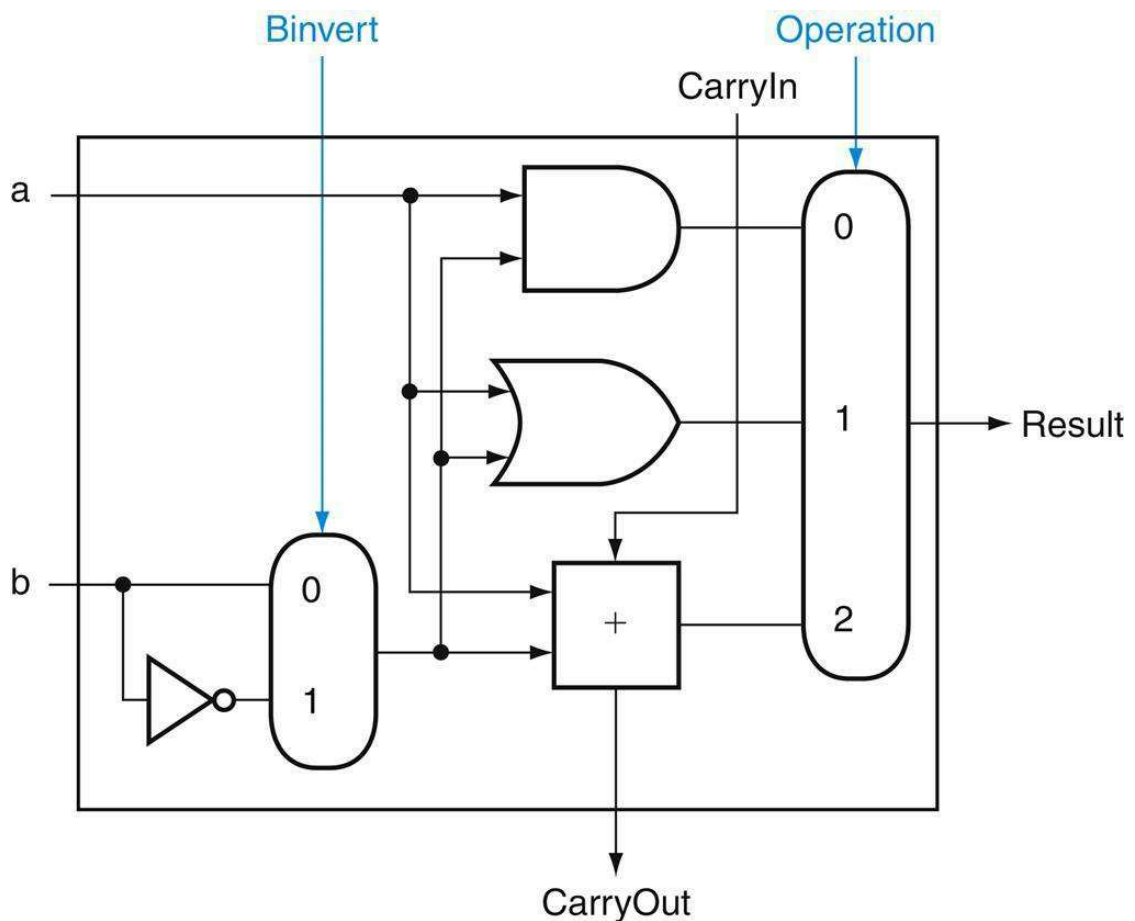 Binvert
Operation
CarryIn
a
0
1
Result
b
0
+
2
1
CarryOut